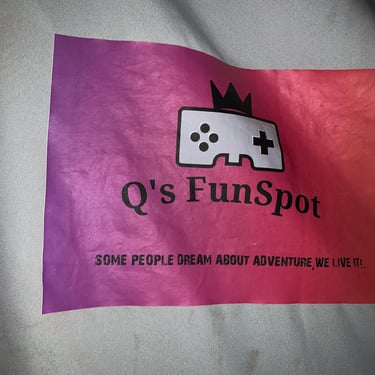 Q's FunSpot
SOME PEOPLE DREAM ABOUT ADVENTURE,WE LIVE IT!.